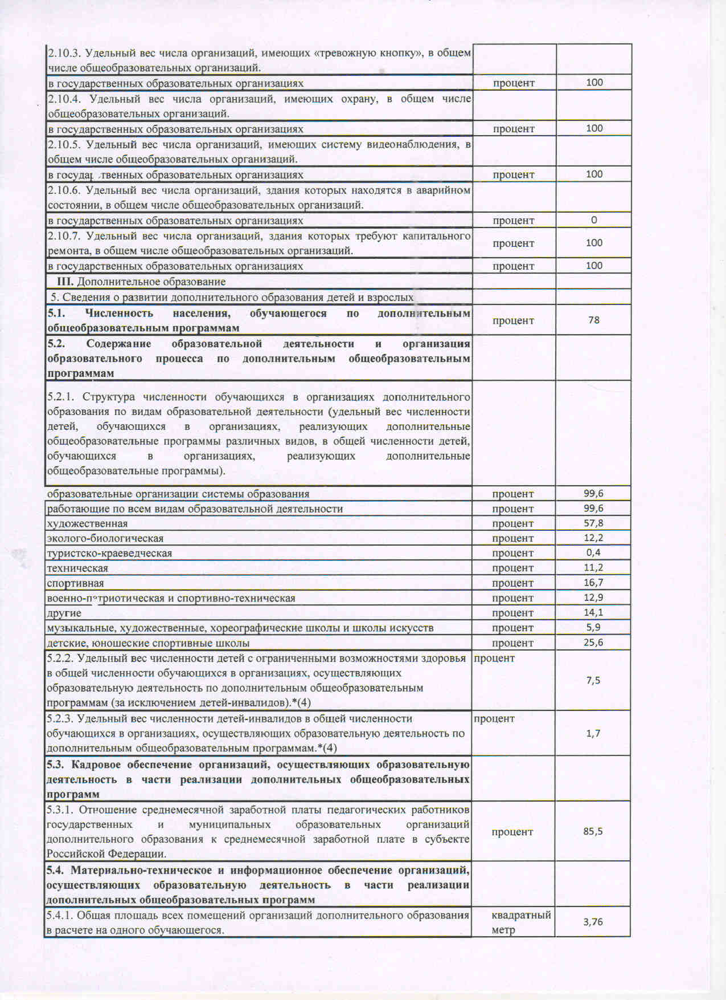 2.10.3. Удельный вес числа организаций, имеющих «тревожную кнопку», в общем
числе общеобразовательных организаций.
в государственных образовательных организациях процент 100
2.10.4. Удельный вес числа организаций, имеющих охрану, в общем числе
общеобразовательных организаций.
в государственных образовательных организациях процент 100
2.10.5. Удельный вес числа организаций, имеющих систему видеонаблюдения, в
общем числе общеобразовательных организаций.
в государственных образовательных организациях процент 100
2.10.6. Удельный вес числа организаций, здания которых находятся в аварийном
состоянии, в общем числе общеобразовательных организаций.
в государственных образовательных организациях процент 0
2.10.7. Удельный вес числа организаций, здания которых требуют капитального
ремонта, в общем числе общеобразовательных организаций.
процент 100
в государственных образовательных организациях процент 100
III. Дополнительное образование
5. Сведения о развитии дополнительного образования детей и взрослых
5.1. Численность населения, обучающегося по дополнительным
общеобразовательным программам
процент 78
5.2. Содержание образовательной деятельности и организация
образовательного процесса по дополнительным общеобразовательным
программам
5.2.1. Структура численности обучающихся в организациях дополнительного
образования по видам образовательной деятельности (удельный вес численности
детей, обучающихся в организациях, реализующих дополнительные
общеобразовательные программы различных видов, в общей численности детей,
обучающихся в организациях, реализующих дополнительные
общеобразовательные программы).
образовательные организации системы образования процент 99,6
работающие по всем видам образовательной деятельности процент 99,6
художественная процент 57,8
эколого-биологическая процент 12,2
туристско-краеведческая процент 0,4
техническая процент 11,2
спортивная процент 16,7
военно-патриотическая и спортивно-техническая процент 12,9
другие процент 14,1
музыкальные, художественные, хореографические школы и школы искусств процент 5,9
детские, юношеские спортивные школы процент 25,6
5.2.2. Удельный вес численности детей с ограниченными возможностями здоровья процент
в общей численности обучающихся в организациях, осуществляющих
образовательную деятельность по дополнительным общеобразовательным
программам (за исключением детей-инвалидов).*(4)
7,5
5.2.3. Удельный вес численности детей-инвалидов в общей численности процент
обучающихся в организациях, осуществляющих образовательную деятельность по
дополнительным общеобразовательным программам.*(4)
1,7
5.3. Кадровое обеспечение организаций, осуществляющих образовательную
деятельность в части реализации дополнительных общеобразовательных
программ
5.3.1. Отношение среднемесячной заработной платы педагогических работников
государственных и муниципальных образовательных организаций
дополнительного образования к среднемесячной заработной плате в субъекте
Российской Федерации.
процент 85,5
5.4. Материально-техническое и информационное обеспечение организаций,
осуществляющих образовательную деятельность в части реализации
дополнительных общеобразовательных программ
5.4.1. Общая площадь всех помещений организаций дополнительного образования
в расчете на одного обучающегося.
квадратный
метр
3,76